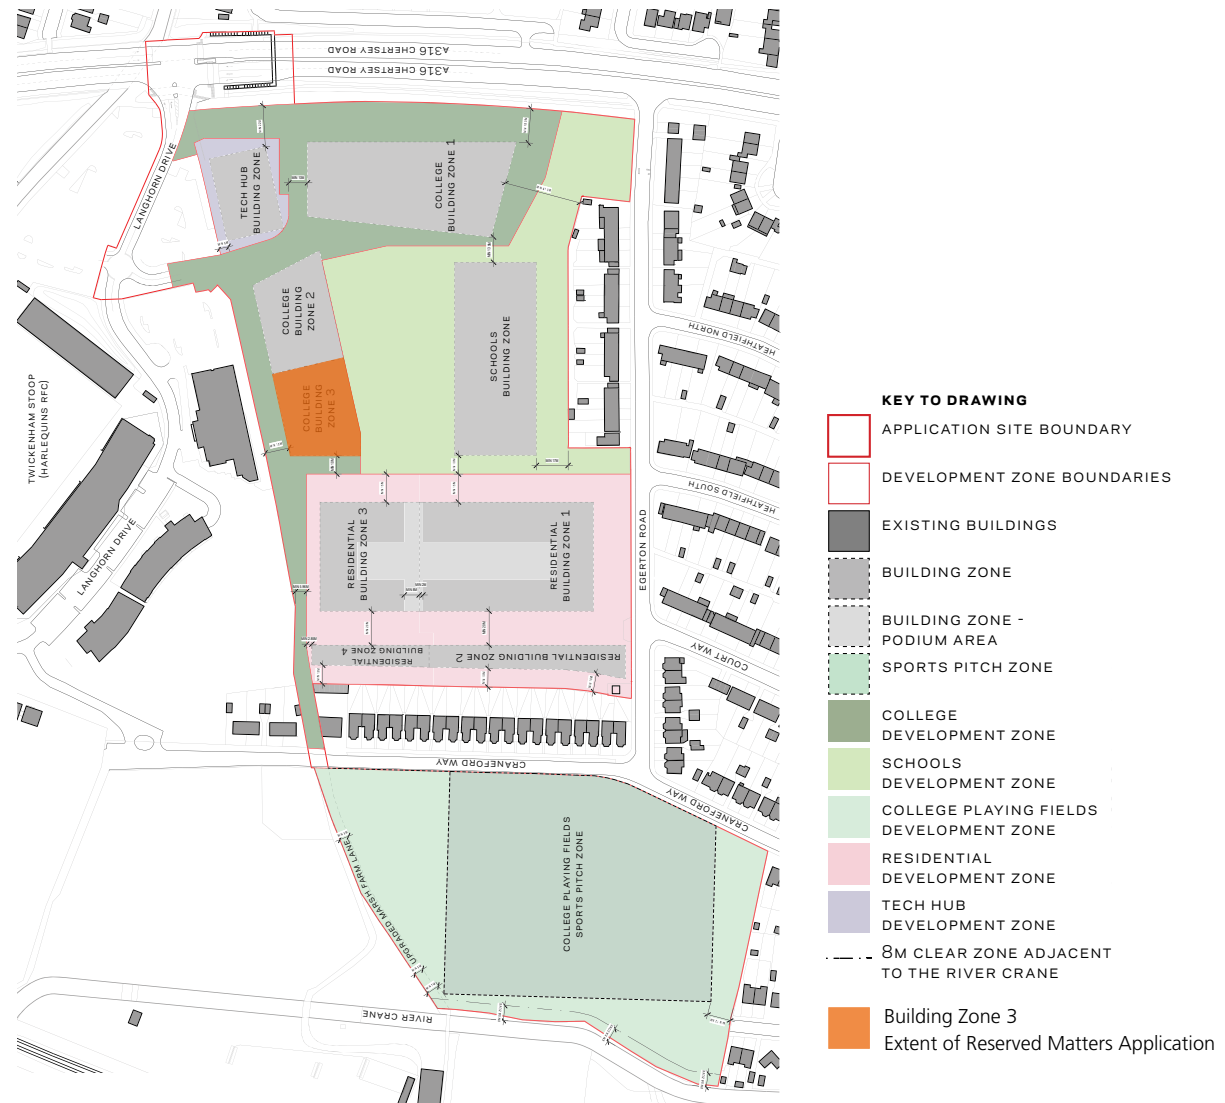 A316 CHERTSEY ROAD
A316 CHERTSEY ROAD
LANGHORN DRIVE
TECH HUB
BUILDING ZONE
COLLEGE
BUILDING ZONE 1
COLLEGE
BUILDING
ZONE 2
COLLEGE
BUILDING
ZONE 3
SCHOOLS
BUILDING ZONE
HEATHFIELD NORTH
TWICKENHAM STOOP
(HARLEQUINS RFC)
LANGHORN DRIVE
HEATHFIELD SOUTH
EGERTON ROAD
RESIDENTIAL
BUILDING ZONE 3
RESIDENTIAL
BUILDING ZONE 1
RESIDENTIAL
BUILDING ZONE 4
RESIDENTIAL BUILDING ZONE 2
COURT WAY
CRANEFORD WAY
CRANEFORD WAY
UPGRADED MARSH FARM LANE
COLLEGE PLAYING FIELDS
SPORTS PITCH ZONE
RIVER CRANE
KEY TO DRAWING
APPLICATION SITE BOUNDARY
DEVELOPMENT ZONE BOUNDARIES
EXISTING BUILDINGS
BUILDING ZONE
BUILDING ZONE -
PODIUM AREA
SPORTS PITCH ZONE
COLLEGE
DEVELOPMENT ZONE
SCHOOLS
DEVELOPMENT ZONE
COLLEGE PLAYING FIELDS
DEVELOPMENT ZONE
RESIDENTIAL
DEVELOPMENT ZONE
TECH HUB
DEVELOPMENT ZONE
8M CLEAR ZONE ADJACENT
TO THE RIVER CRANE
Building Zone 3
Extent of Reserved Matters Application